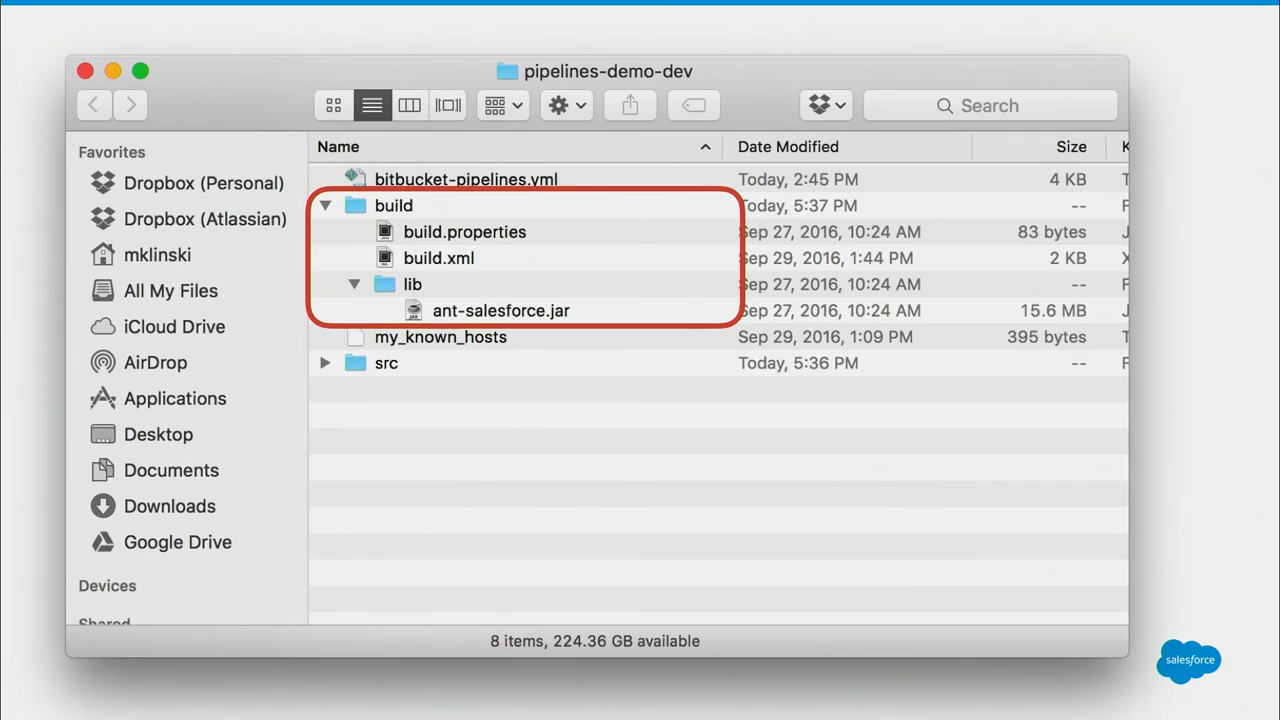 pipelines-demo-dev
Search
Favorites
Dropbox (Personal)
Dropbox (Atlassian)
mklinski
All My Files
iCloud Drive
AirDrop
Applications
Desktop
Documents
Downloads
Google Drive
Devices
Shared
Name Date Modified Size K
bitbucket-pipelines.yml Today, 2:45 PM 4 KB
build Today, 5:37 PM --
build.properties Sep 27, 2016, 10:24 AM 83 bytes
build.xml Sep 29, 2016, 1:44 PM 2 KB
lib Sep 27, 2016, 10:24 AM --
ant-salesforce.jar Sep 27, 2016, 10:24 AM 15.6 MB
my_known_hosts Sep 29, 2016, 1:09 PM 395 bytes
src Today, 5:36 PM --
8 items, 224.36 GB available
salesforce